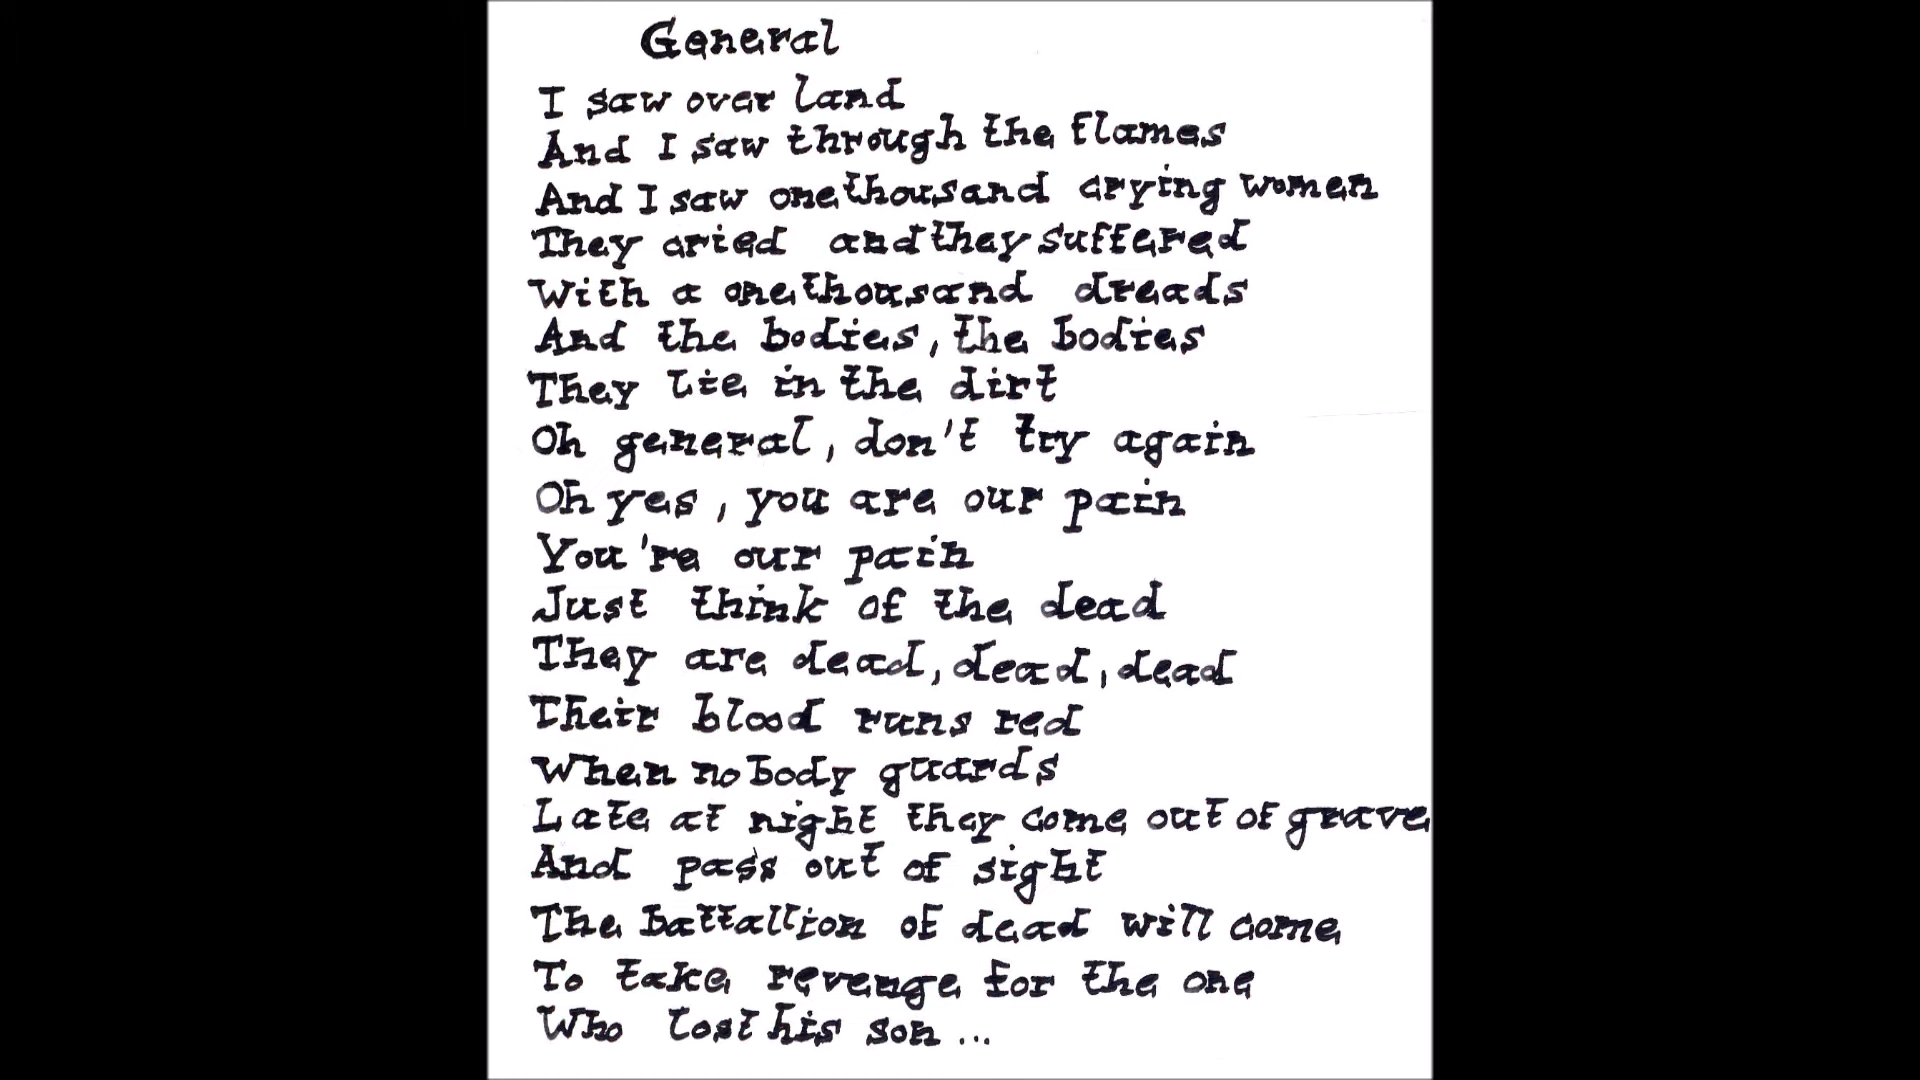 General
I saw over land
And I saw through the flames
And I saw one thousand crying women
They cried and they suffered
With a one thousand dreads
And the bodies, the bodies
They lie in the dirt
Oh general, don't try again
Oh yes, you are our pain
You're our pain
Just think of the dead
They are dead, dead, dead
Their blood runs red
When nobody guards
Late at night they come out of grave
And pass out of sight
The battallion of dead will come
To take revenge for the one
Who lost his son...